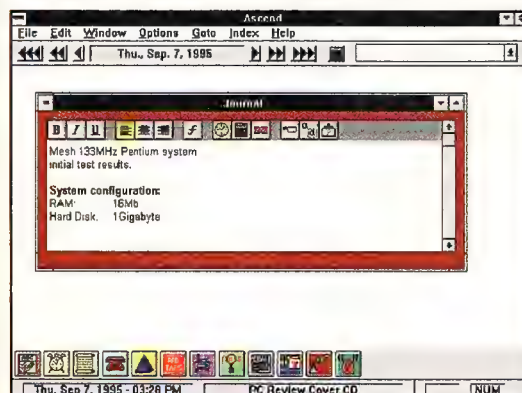 Ascend
File Edit Window Options Goto Index Help
Thu, Sep. 7, 1995
Journal
B I U f
Mesh 133MHz Pentium system
initial test results.
System configuration:
RAM: 16Mb
Hard Disk. 1Gigabyte
Thu, Sep 7, 1995 - 03:28 PM PC Review Cover CD NUM